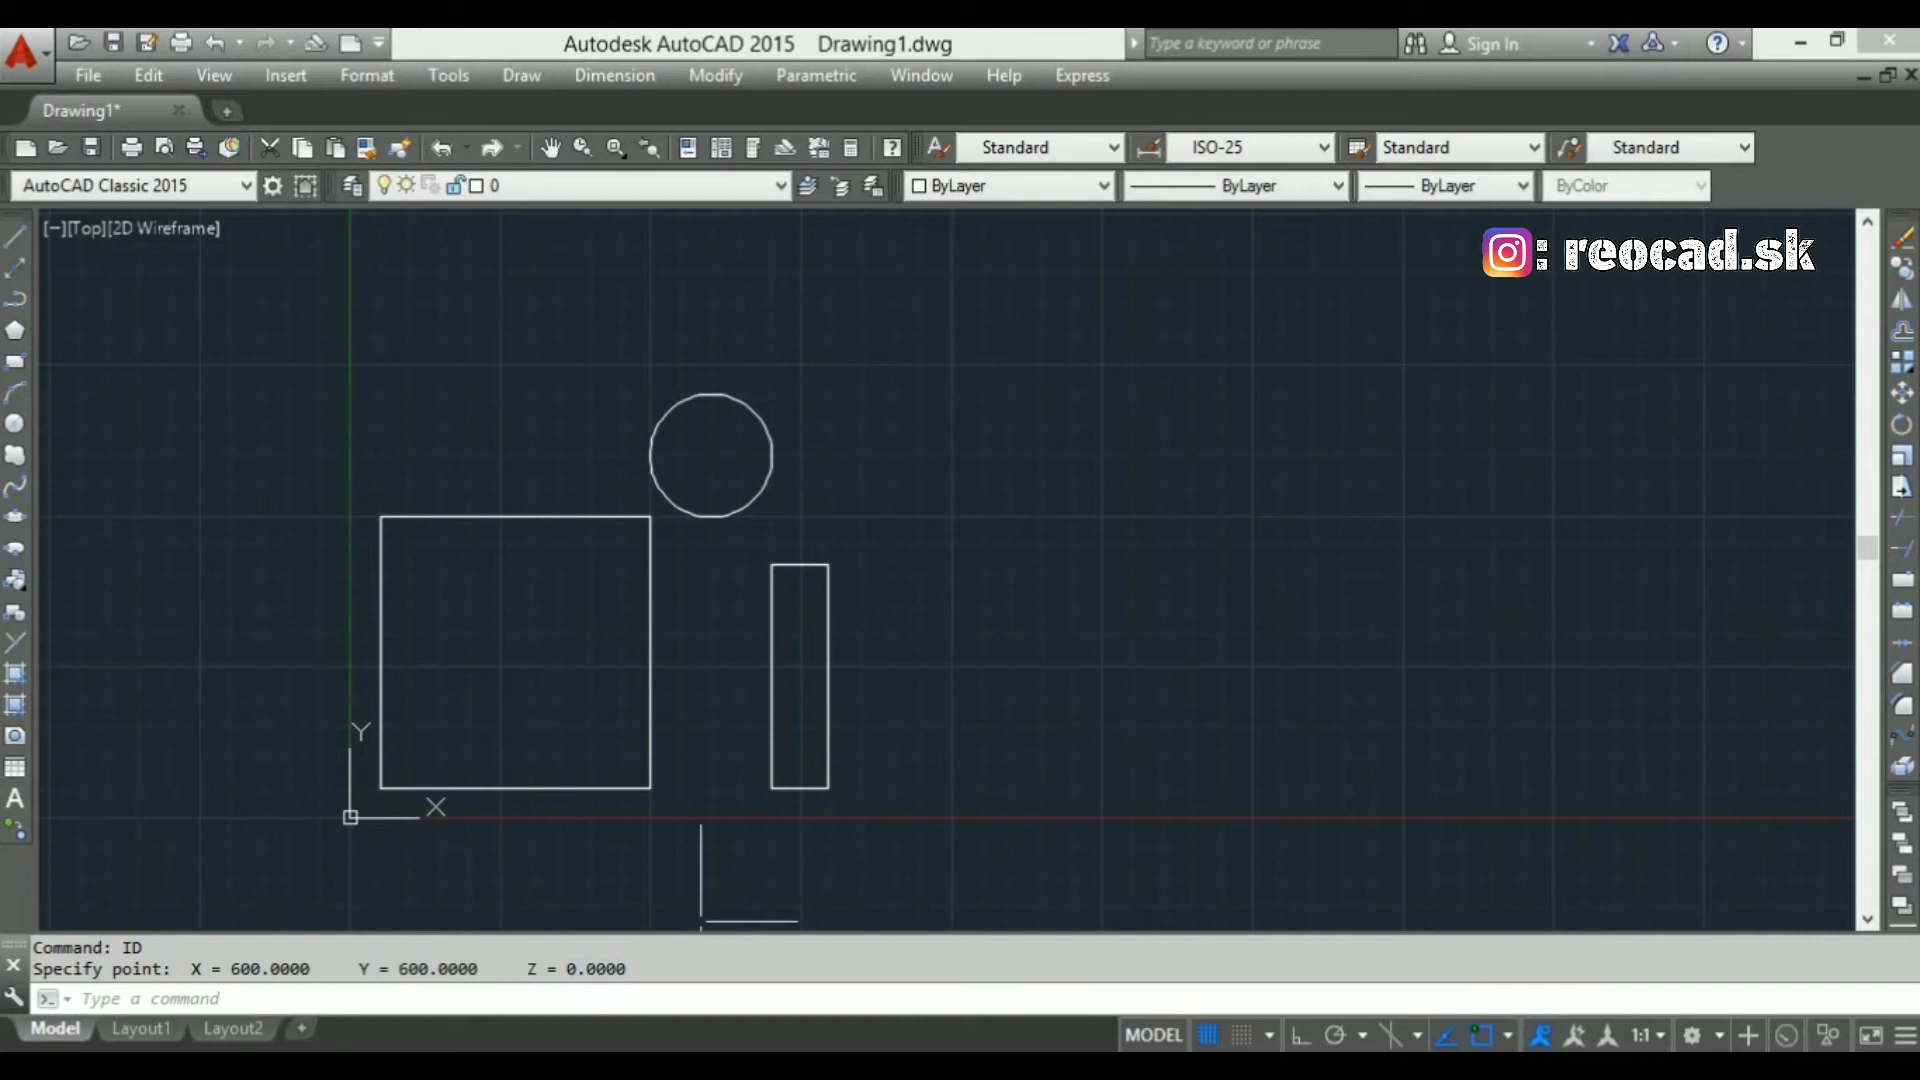 Autodesk AutoCAD 2015 Drawing1.dwg
Type a keyword or phrase
Sign In
File Edit View Insert Format Tools Draw Dimension Modify Parametric Window Help Express
Drawing1*
Standard ISO-25 Standard Standard
AutoCAD Classic 2015 0 ByLayer ByLayer ByLayer ByColor
[−][Top][2D Wireframe]
: reocad.sk
Y
X
Command: ID
Specify point: X = 600.0000 Y = 600.0000 Z = 0.0000
Type a command
Model Layout1 Layout2
MODEL 1:1